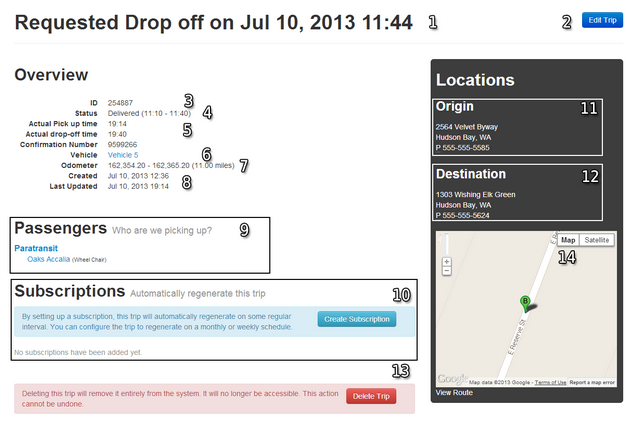 Requested Drop off on Jul 10, 2013 11:44 1
2 Edit Trip
Overview
ID 254887 3
Status Delivered (11:10 - 11:40) 4
Actual Pick up time 19:14
Actual drop-off time 19:40 5
Confirmation Number 9599266
Vehicle Vehicle 5 6
Odometer 162,354.20 - 162,365.20 (11.00 miles) 7
Created Jul 10, 2013 12:36
Last Updated Jul 10, 2013 19:14 8
Passengers Who are we picking up? 9
Paratransit
Oaks Accalia (Wheel Chair)
Subscriptions Automatically regenerate this trip 10
By setting up a subscription, this trip will automatically regenerate on some regular
interval. You can configure the trip to regenerate on a monthly or weekly schedule.
Create Subscription
No subscriptions have been added yet.
13
Deleting this trip will remove it entirely from the system. It will no longer be accessible. This action
cannot be undone.
Delete Trip
Locations
Origin 11
2564 Velvet Byway
Hudson Bay, WA
P 555-555-5585
Destination 12
1303 Wishing Elk Green
Hudson Bay, WA
P 555-555-5624
Map Satellite
14
+
−
E Re
B
E Reserve St
Google Map data ©2013 Google - Terms of Use Report a map error
View Route